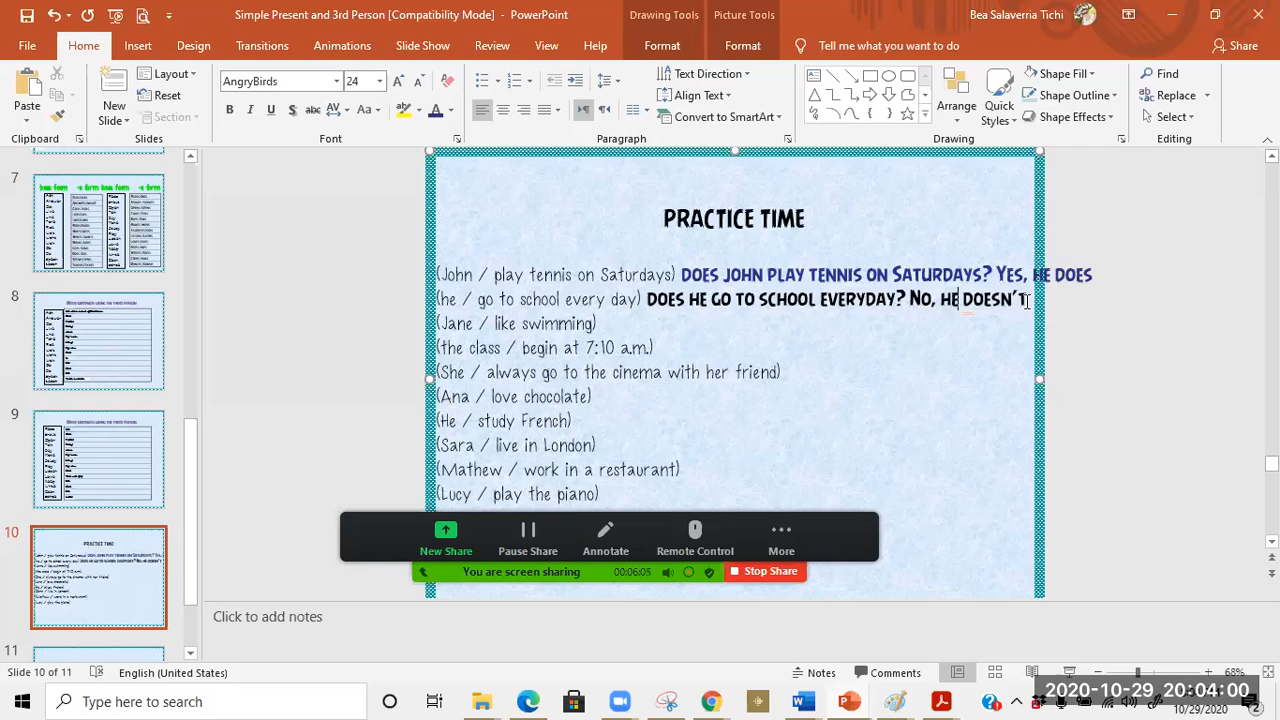 Simple Present and 3rd Person [Compatibility Mode] - PowerPoint
Drawing Tools
Picture Tools
Bea Salaverria Tichi
File
Home
Insert
Design
Transitions
Animations
Slide Show
Review
View
Help
Format
Format
Tell me what you want to do
Share
Paste
New Slide
Layout
Reset
Section
AngryBirds
24
Text Direction
Align Text
Convert to SmartArt
Arrange
Quick Styles
Shape Fill
Shape Outline
Shape Effects
Find
Replace
Select
Clipboard
Slides
Font
Paragraph
Drawing
Editing
7
8
9
10
11
PRACTICE TIME
(John / play tennis on Saturdays) DOES JOHN PLAY TENNIS ON SATURDAYS? YES, HE DOES
(he / go to school every day) DOES HE GO TO SCHOOL EVERYDAY? NO, HE DOESN'T
(Jane / like swimming)
(the class / begin at 7:10 a.m.)
(She / always go to the cinema with her friend)
(Ana / love chocolate)
(He / study French)
(Sara / live in London)
(Mathew / work in a restaurant)
(Lucy / play the piano)
New Share
Pause Share
Annotate
Remote Control
More
You are screen sharing
00:06:05
Stop Share
Click to add notes
Slide 10 of 11
English (United States)
Notes
Comments
68%
Type here to search
2020-10-29 20:04:00
10/29/2020